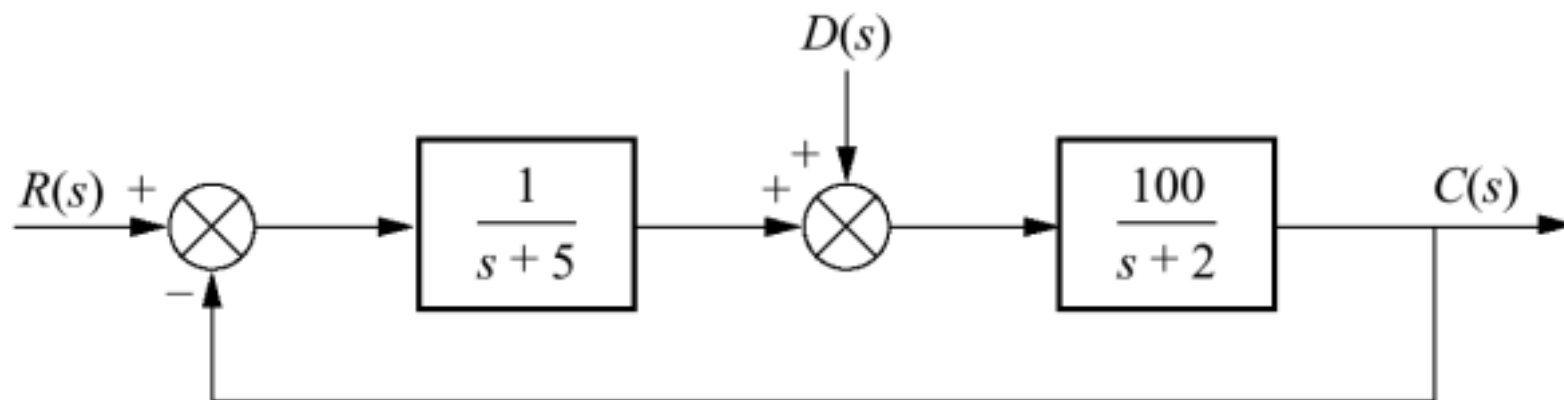 D(s)
R(s) + 1 + + 100 C(s)
s + 5 s + 2
−